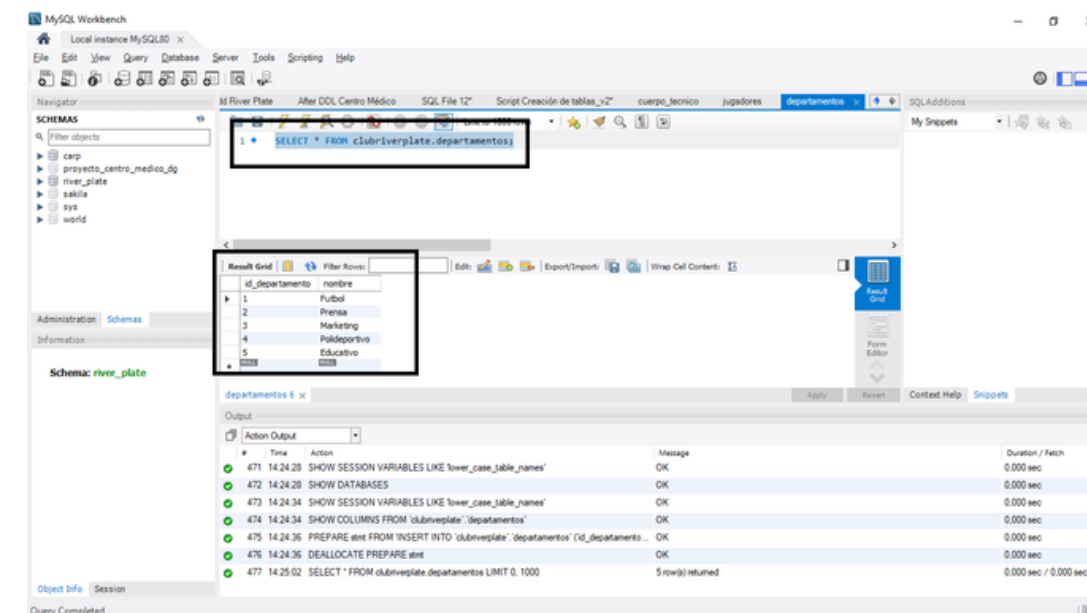 MySQL Workbench
Local instance MySQL80 ×
File Edit View Query Database Server Tools Scripting Help
Navigator
SCHEMAS
Filter objects
carp
proyecto_centro_medico_dg
river_plate
sakila
sys
world
Administration Schemas
Information
Schema: river_plate
Object Info Session
Query Completed
ld River Plate After DDL Centro Médico SQL File 12* Script Creación de tablas_v2* cuerpo_tecnico jugadores departamentos ×
1 SELECT * FROM clubriverplate.departamentos;
Result Grid Filter Rows: Edit: Export/Import: Wrap Cell Content:
id_departamento nombre
1 Futbol
2 Prensa
3 Marketing
4 Polideportivo
5 Educativo
NULL NULL
Result Grid
Form Editor
departamentos 6 × Apply Revert
SQLAdditions
My Snippets
Context Help Snippets
Output
Action Output
# Time Action Message Duration / Fetch
471 14:24:28 SHOW SESSION VARIABLES LIKE 'lower_case_table_names' OK 0.000 sec
472 14:24:28 SHOW DATABASES OK 0.000 sec
473 14:24:34 SHOW SESSION VARIABLES LIKE 'lower_case_table_names' OK 0.000 sec
474 14:24:34 SHOW COLUMNS FROM `clubriverplate`.`departamentos` OK 0.000 sec
475 14:24:36 PREPARE stmt FROM 'INSERT INTO `clubriverplate`.`departamentos` (`id_departamento... OK 0.000 sec
476 14:24:36 DEALLOCATE PREPARE stmt OK 0.000 sec
477 14:25:02 SELECT * FROM clubriverplate.departamentos LIMIT 0, 1000 5 row(s) returned 0.000 sec / 0.000 sec